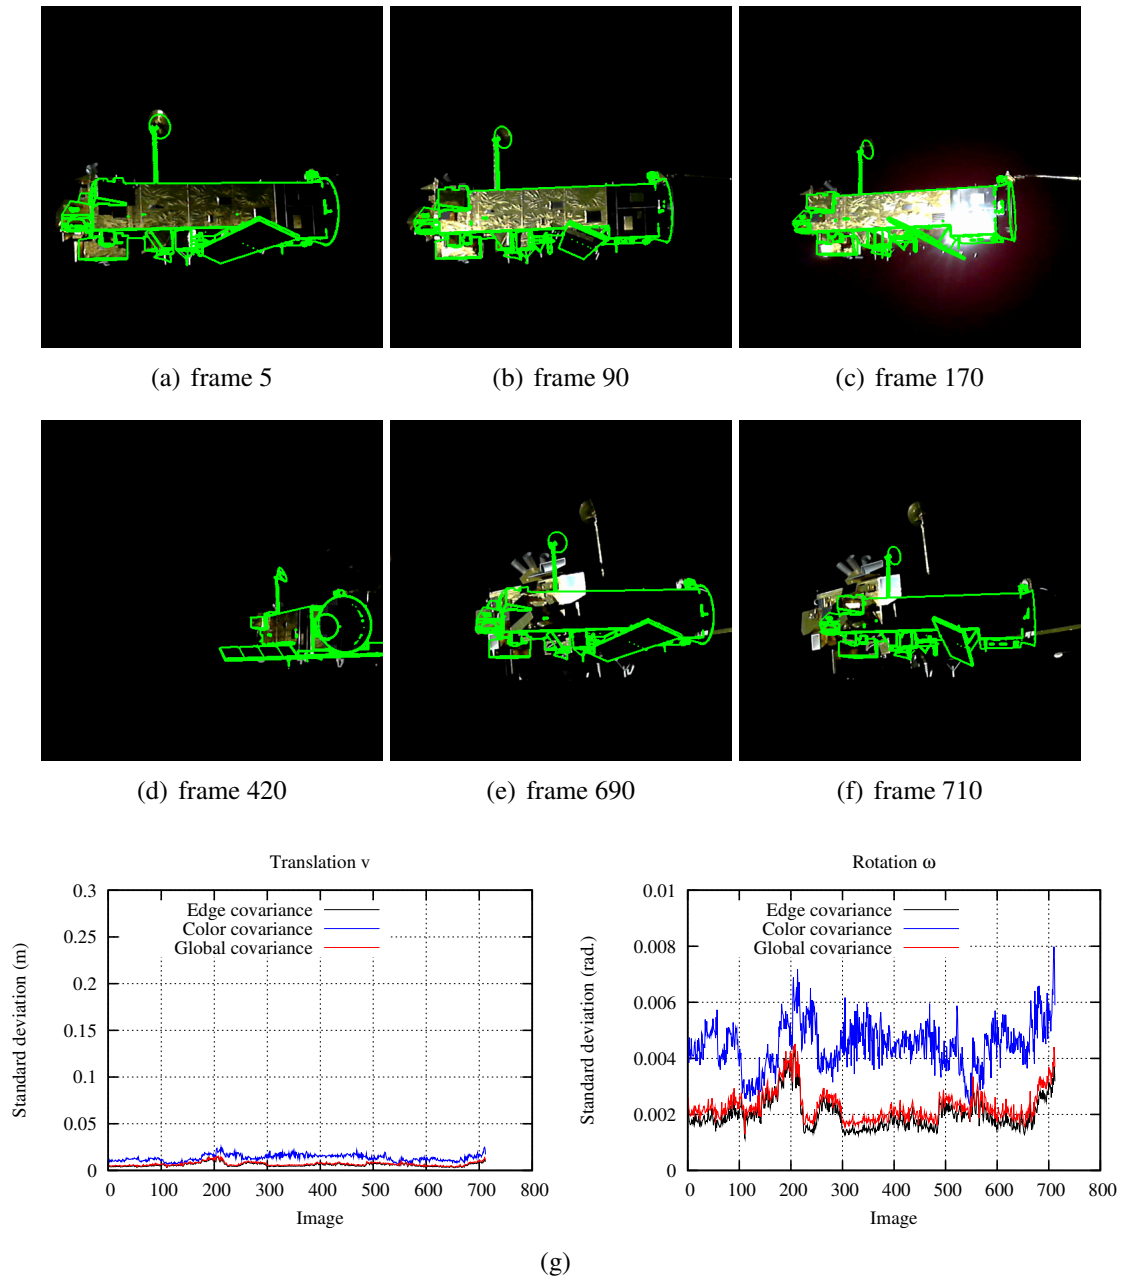 (a) frame 5
(b) frame 90
(c) frame 170
(d) frame 420
(e) frame 690
(f) frame 710
Translation v
Standard deviation (m)
0.3
0.25
0.2
0.15
0.1
0.05
0
Edge covariance
Color covariance
Global covariance
0 100 200 300 400 500 600 700 800
Image
Rotation ω
Standard deviation (rad.)
0.01
0.008
0.006
0.004
0.002
0
Edge covariance
Color covariance
Global covariance
0 100 200 300 400 500 600 700 800
Image
(g)